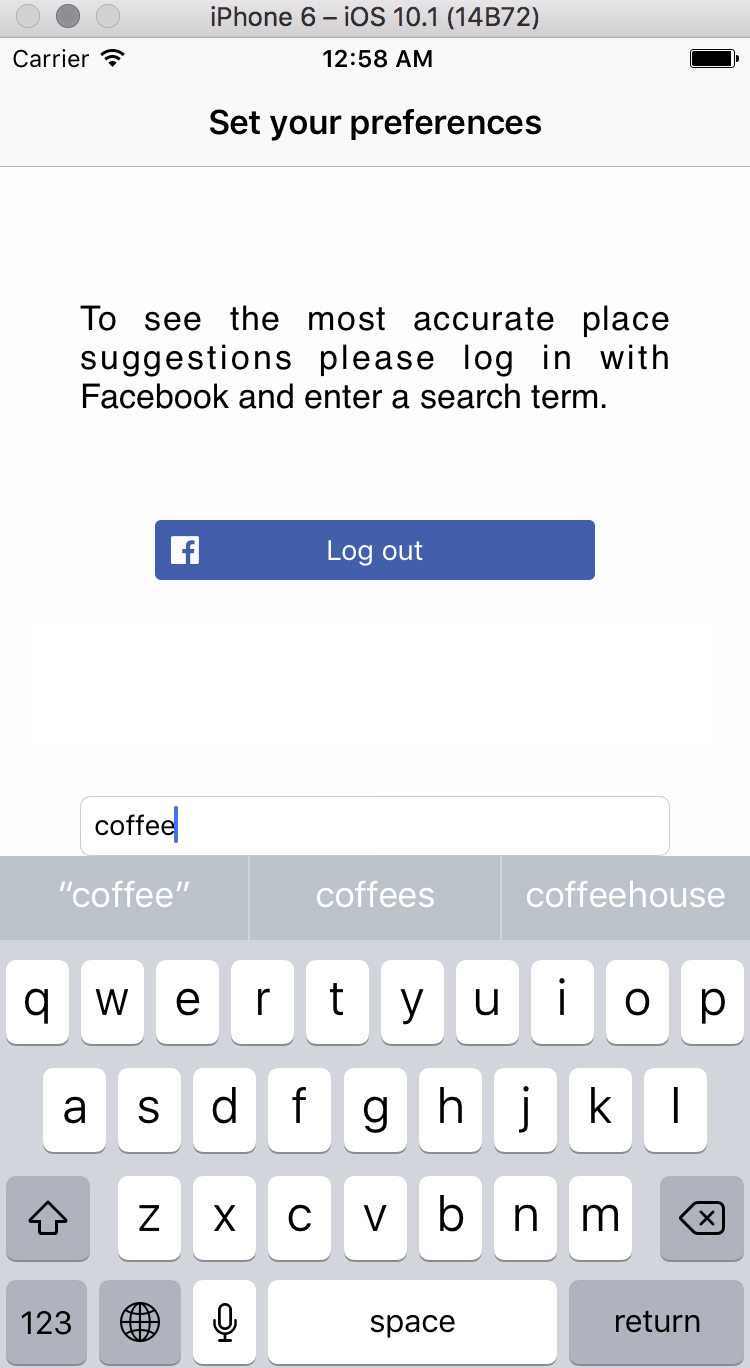 iPhone 6 – iOS 10.1 (14B72)
Carrier 12:58 AM
Set your preferences
To see the most accurate place
suggestions please log in with
Facebook and enter a search term.
f Log out
coffee
“coffee” coffees coffeehouse
q w e r t y u i o p
a s d f g h j k l
z x c v b n m
123 space return